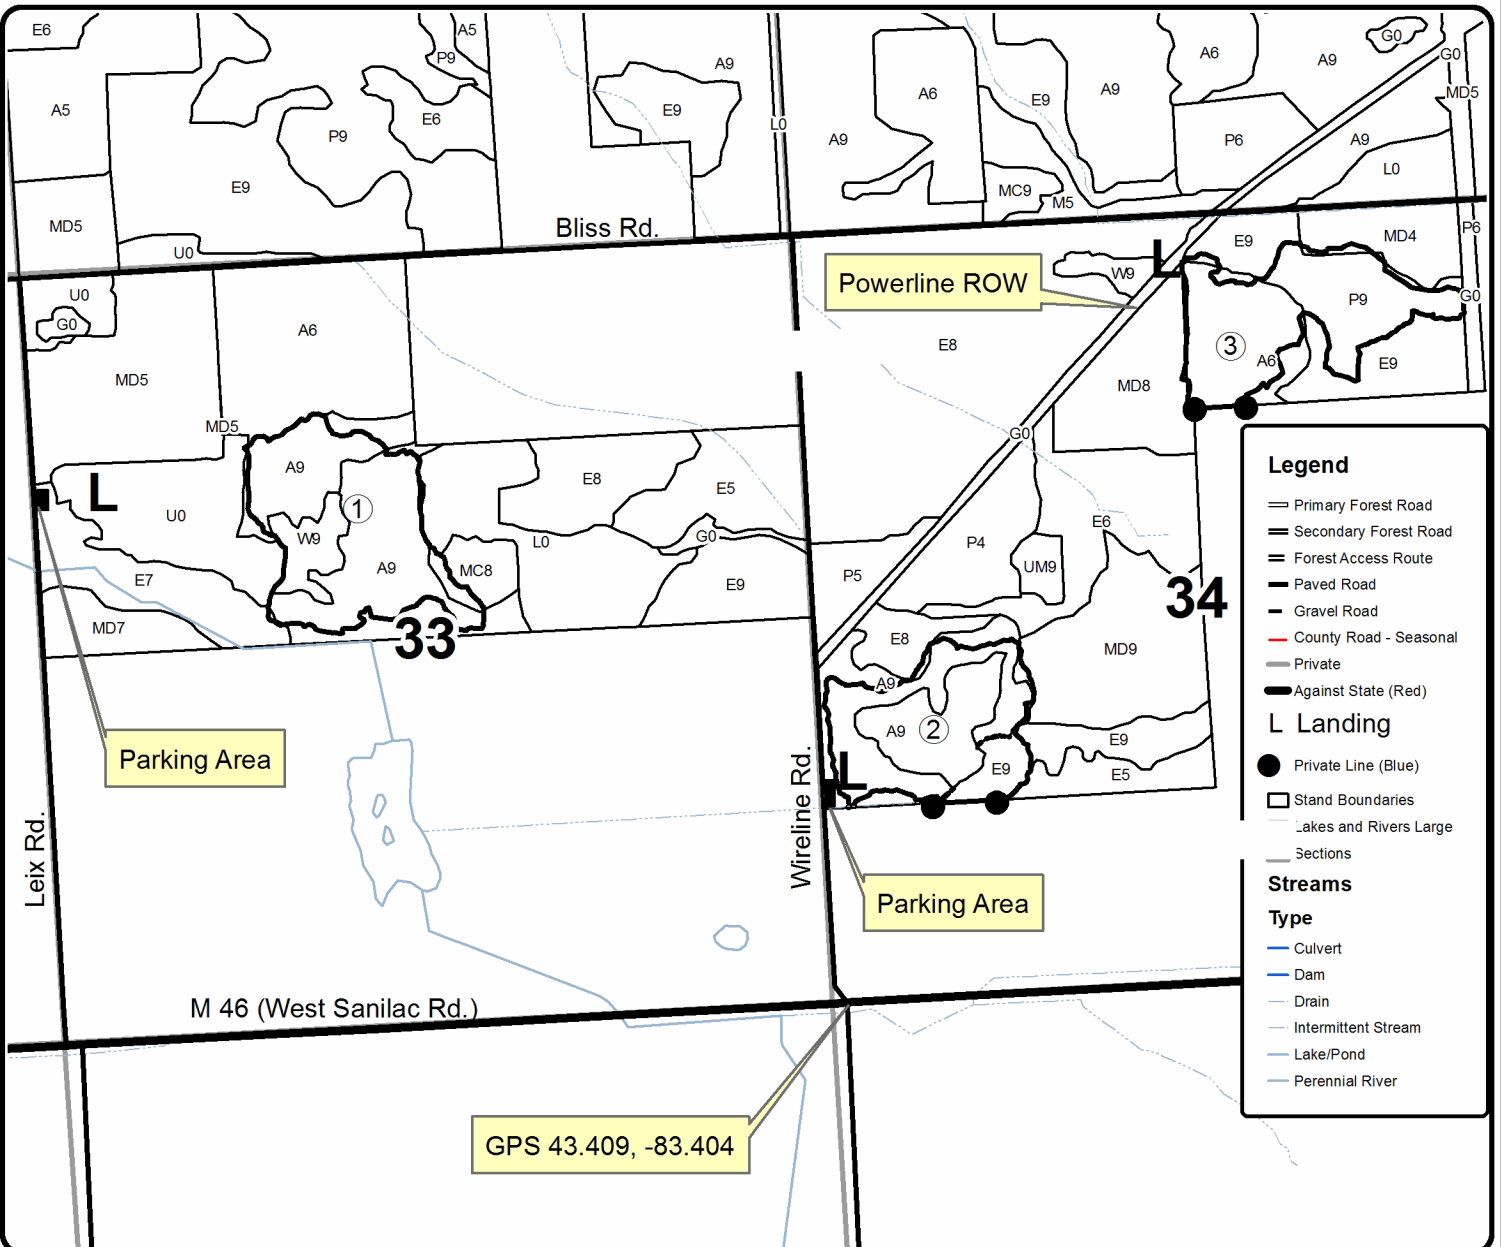 E6
A5
P9
A9
E9
G0
A6
A9
G0
A5
P9
E6
E9
L0
A9
A6
E9
A9
MD5
P6
A9
L0
E9
MD5
MC9
M5
U0
Bliss Rd.
P6
E9
MD4
W9
Powerline ROW
U0
G0
A6
E8
P9
G0
3
A6
E9
MD5
MD8
MD5
G0
A9
L
L
1
U0
W9
A9
E8
E5
L0
G0
MC8
E9
E7
MD7
33
E6
P4
P5
UM9
34
E8
MD9
A9
A9
2
E9
E9
E5
L
Parking Area
Leix Rd.
Wireline Rd.
Parking Area
M 46 (West Sanilac Rd.)
GPS 43.409, -83.404
Legend
Primary Forest Road
Secondary Forest Road
Forest Access Route
Paved Road
Gravel Road
County Road - Seasonal
Private
Against State (Red)
L Landing
Private Line (Blue)
Stand Boundaries
Lakes and Rivers Large
Sections
Streams
Type
Culvert
Dam
Drain
Intermittent Stream
Lake/Pond
Perennial River